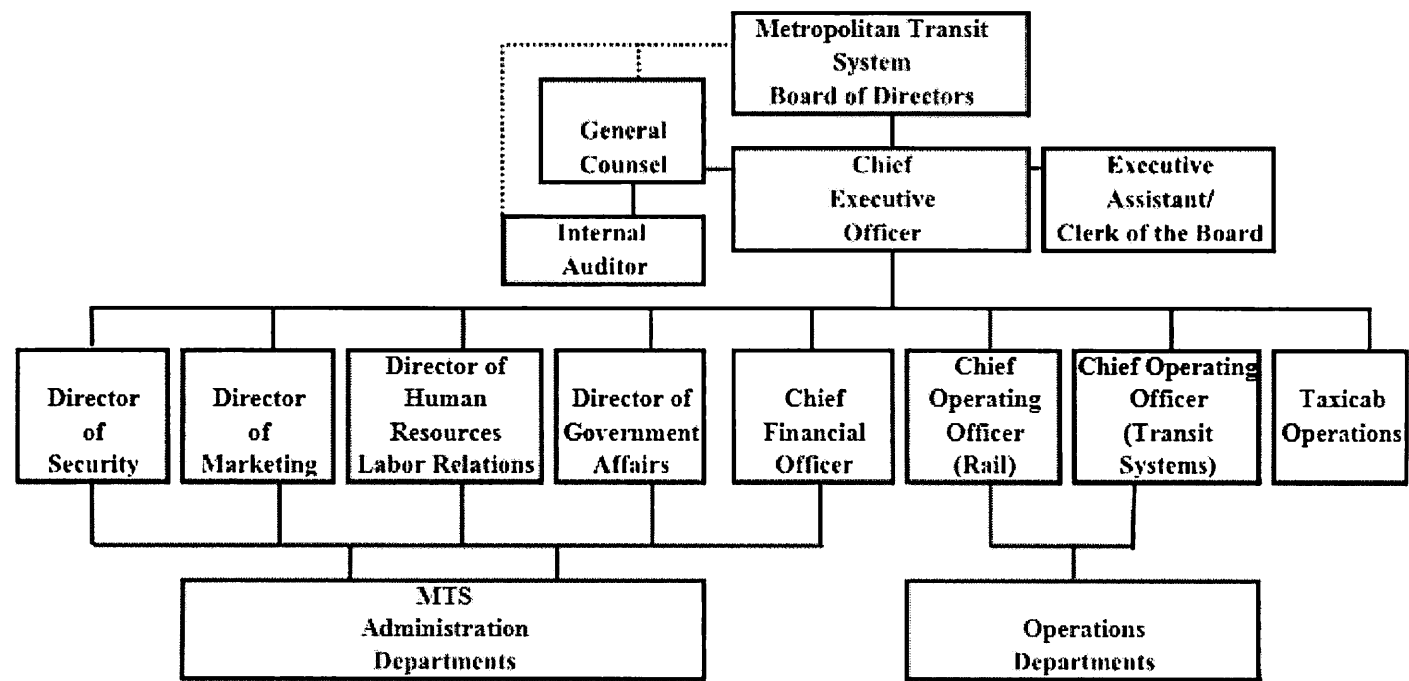 Metropolitan Transit
System
Board of Directors
General
Counsel
Chief
Executive
Officer
Executive
Assistant/
Clerk of the Board
Internal
Auditor
Director
of
Security
Director
of
Marketing
Director of
Human
Resources
Labor Relations
Director of
Government
Affairs
Chief
Financial
Officer
Chief
Operating
Officer
(Rail)
Chief Operating
Officer
(Transit
Systems)
Taxicab
Operations
MTS
Administration
Departments
Operations
Departments